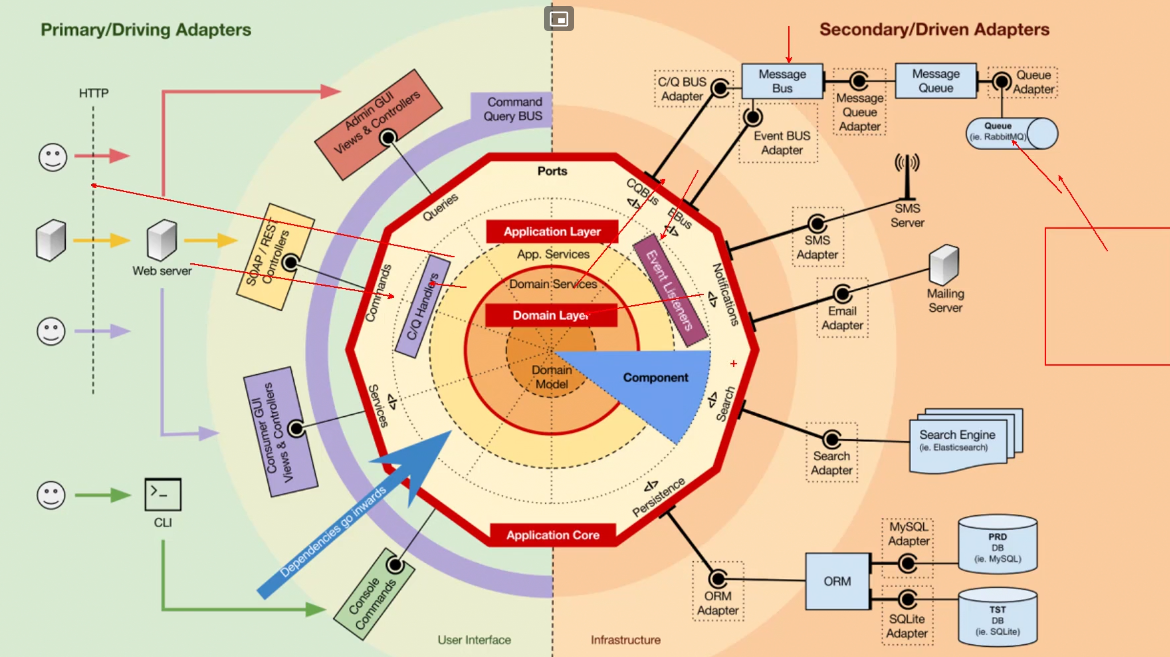 Primary/Driving Adapters
Secondary/Driven Adapters
HTTP
Web server
CLI
Admin GUI
Views & Controllers
SOAP / REST
Controllers
Consumer GUI
Views & Controllers
Console
Commands
Command
Query BUS
Dependencies go inwards
User Interface
Infrastructure
Ports
Queries
Commands
Services
CQBus
</>
EBus
</>
Notifications
</>
Search
</>
Persistence
</>
</>
Application Layer
App. Services
Domain Services
Domain Layer
Domain
Model
C/Q Handlers
Event Listeners
Component
Application Core
C/Q BUS
Adapter
Message
Bus
Event BUS
Adapter
Message
Queue
Adapter
Message
Queue
Queue
Adapter
Queue
(ie. RabbitMQ)
SMS
Adapter
SMS
Server
Email
Adapter
Mailing
Server
Search
Adapter
Search Engine
(ie. Elasticsearch)
ORM
Adapter
ORM
MySQL
Adapter
PRD
DB
(ie. MySQL)
SQLite
Adapter
TST
DB
(ie. SQLite)